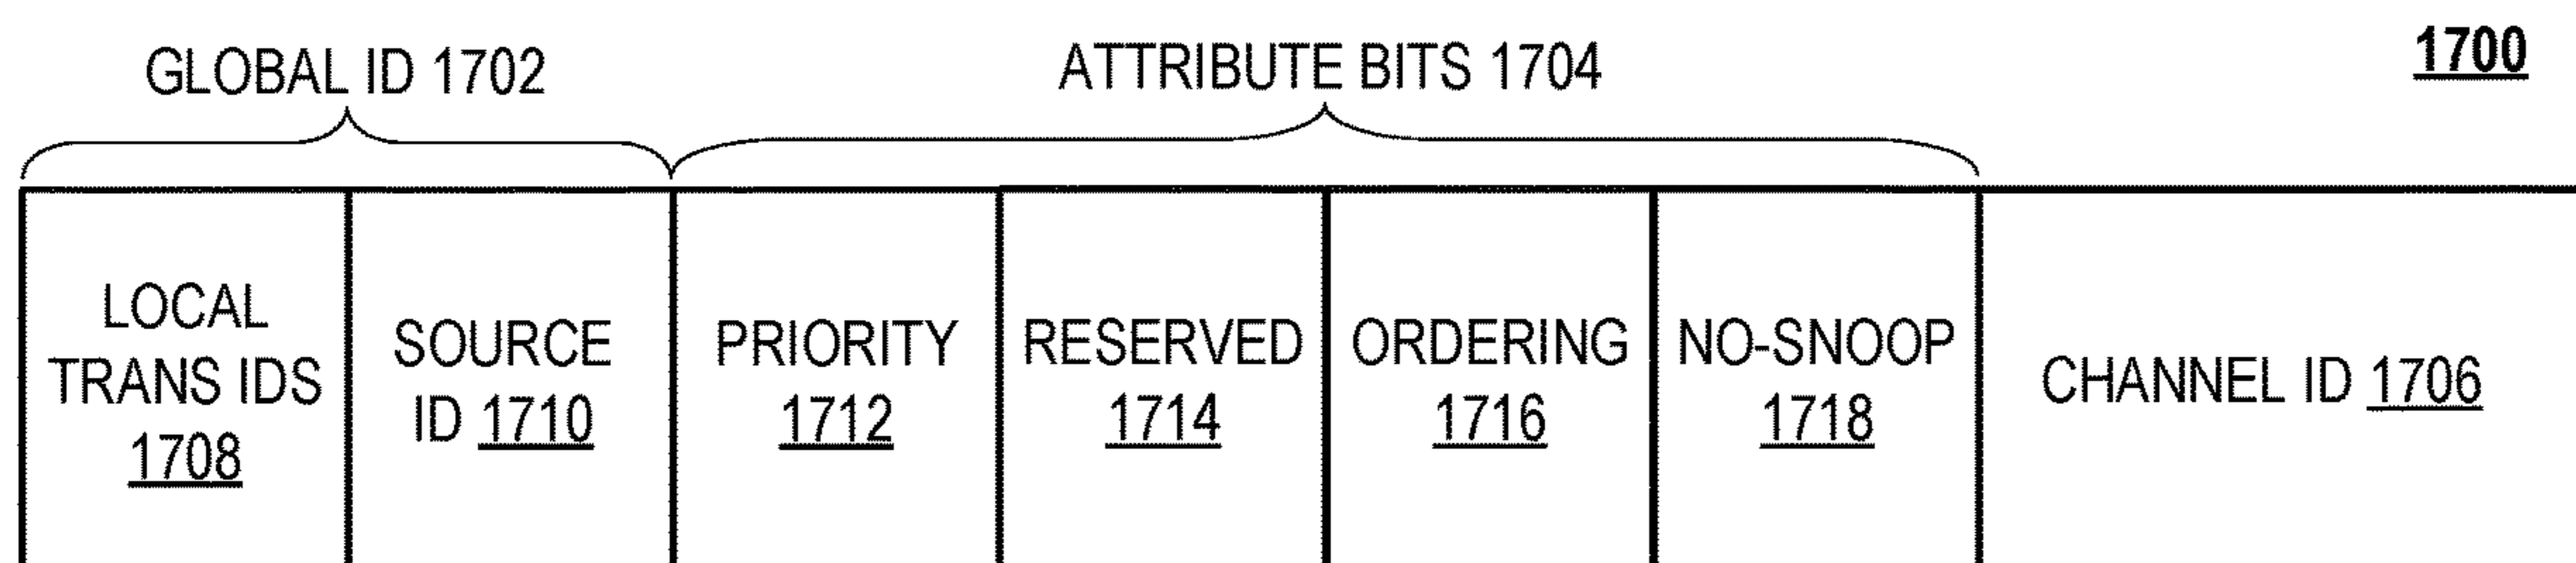 1700
GLOBAL ID 1702
ATTRIBUTE BITS 1704
LOCAL
TRANS IDS
1708
SOURCE
ID 1710
PRIORITY
1712
RESERVED
1714
ORDERING
1716
NO-SNOOP
1718
CHANNEL ID 1706